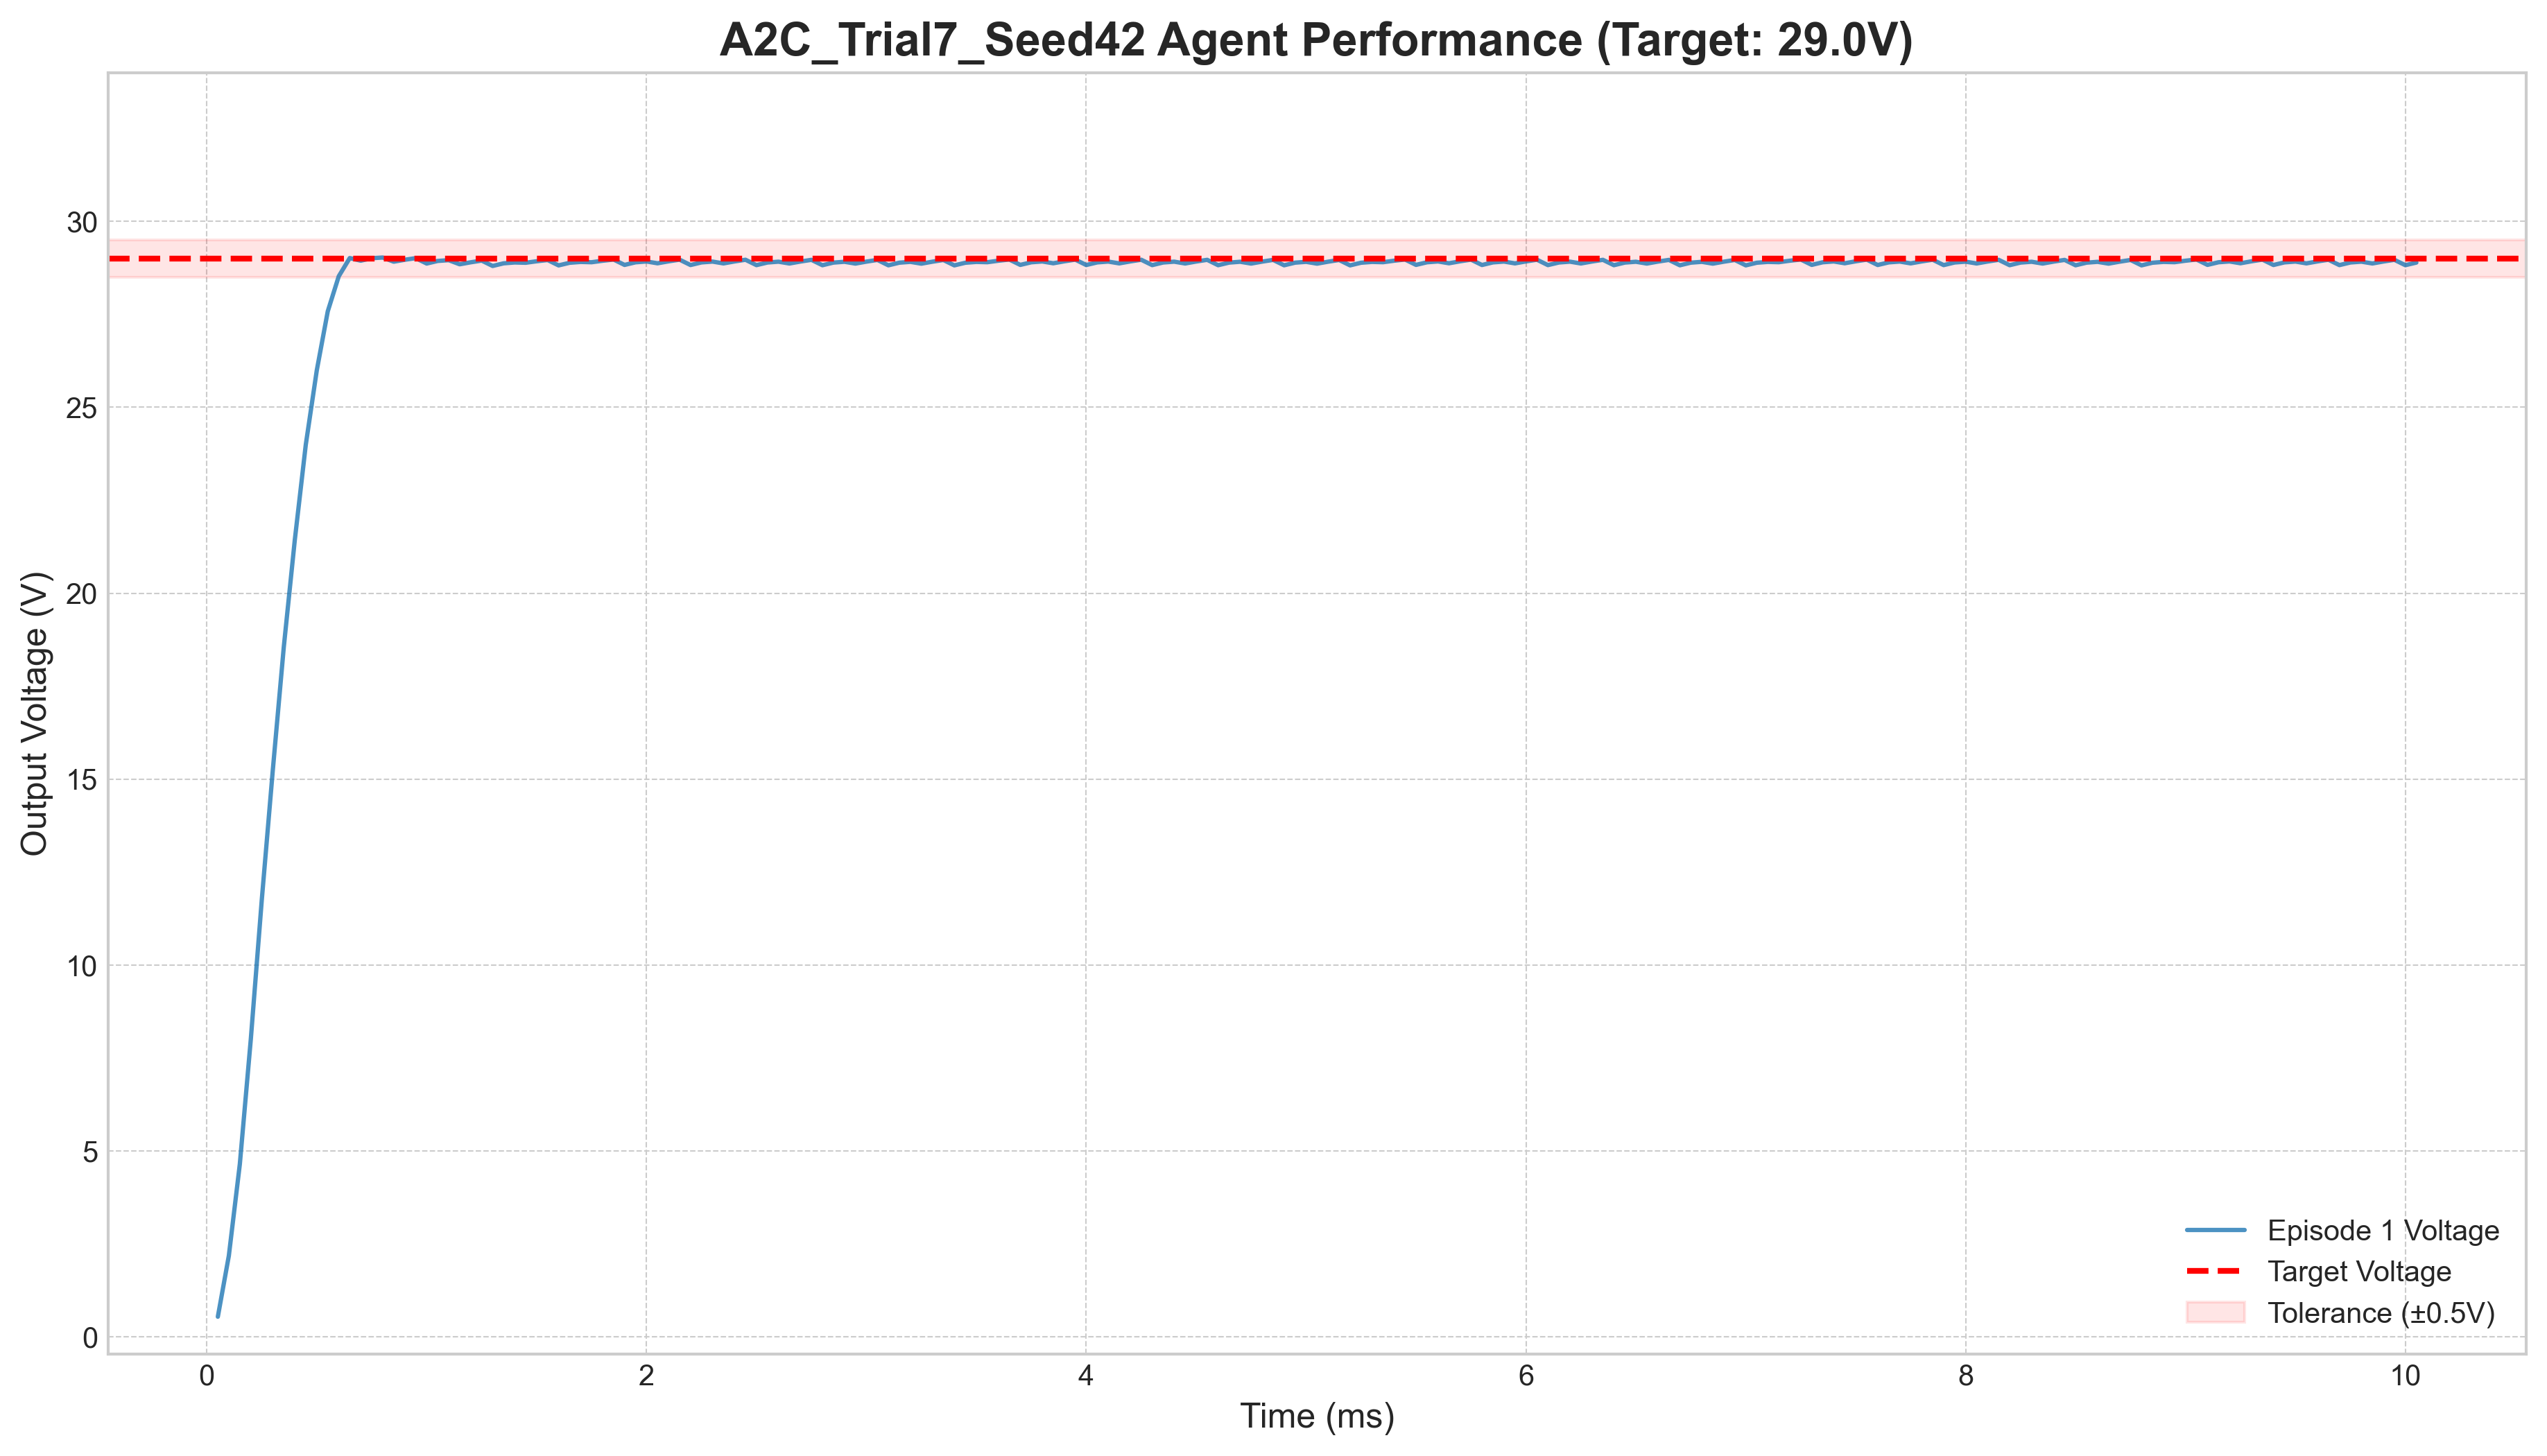 A2C_Trial7_Seed42 Agent Performance (Target: 29.0V)
30
25
20
15
10
5
0
Output Voltage (V)
0 2 4 6 8 10
Time (ms)
Episode 1 Voltage
Target Voltage
Tolerance (±0.5V)